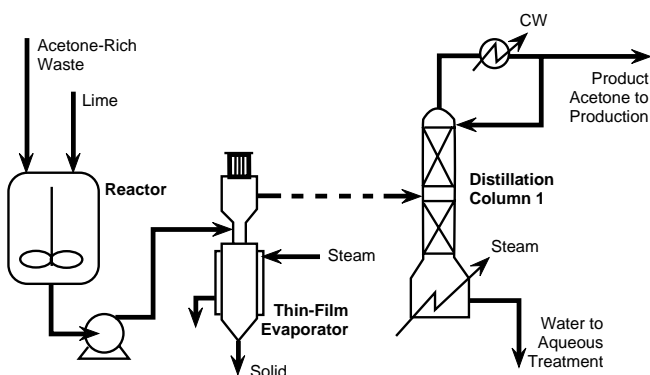 CW
Acetone-Rich
Waste
Product
Acetone to
Production
Lime
Reactor
Distillation
Column 1
Steam
Steam
Thin-Film
Evaporator
Water to
Aqueous
Treatment
Solid